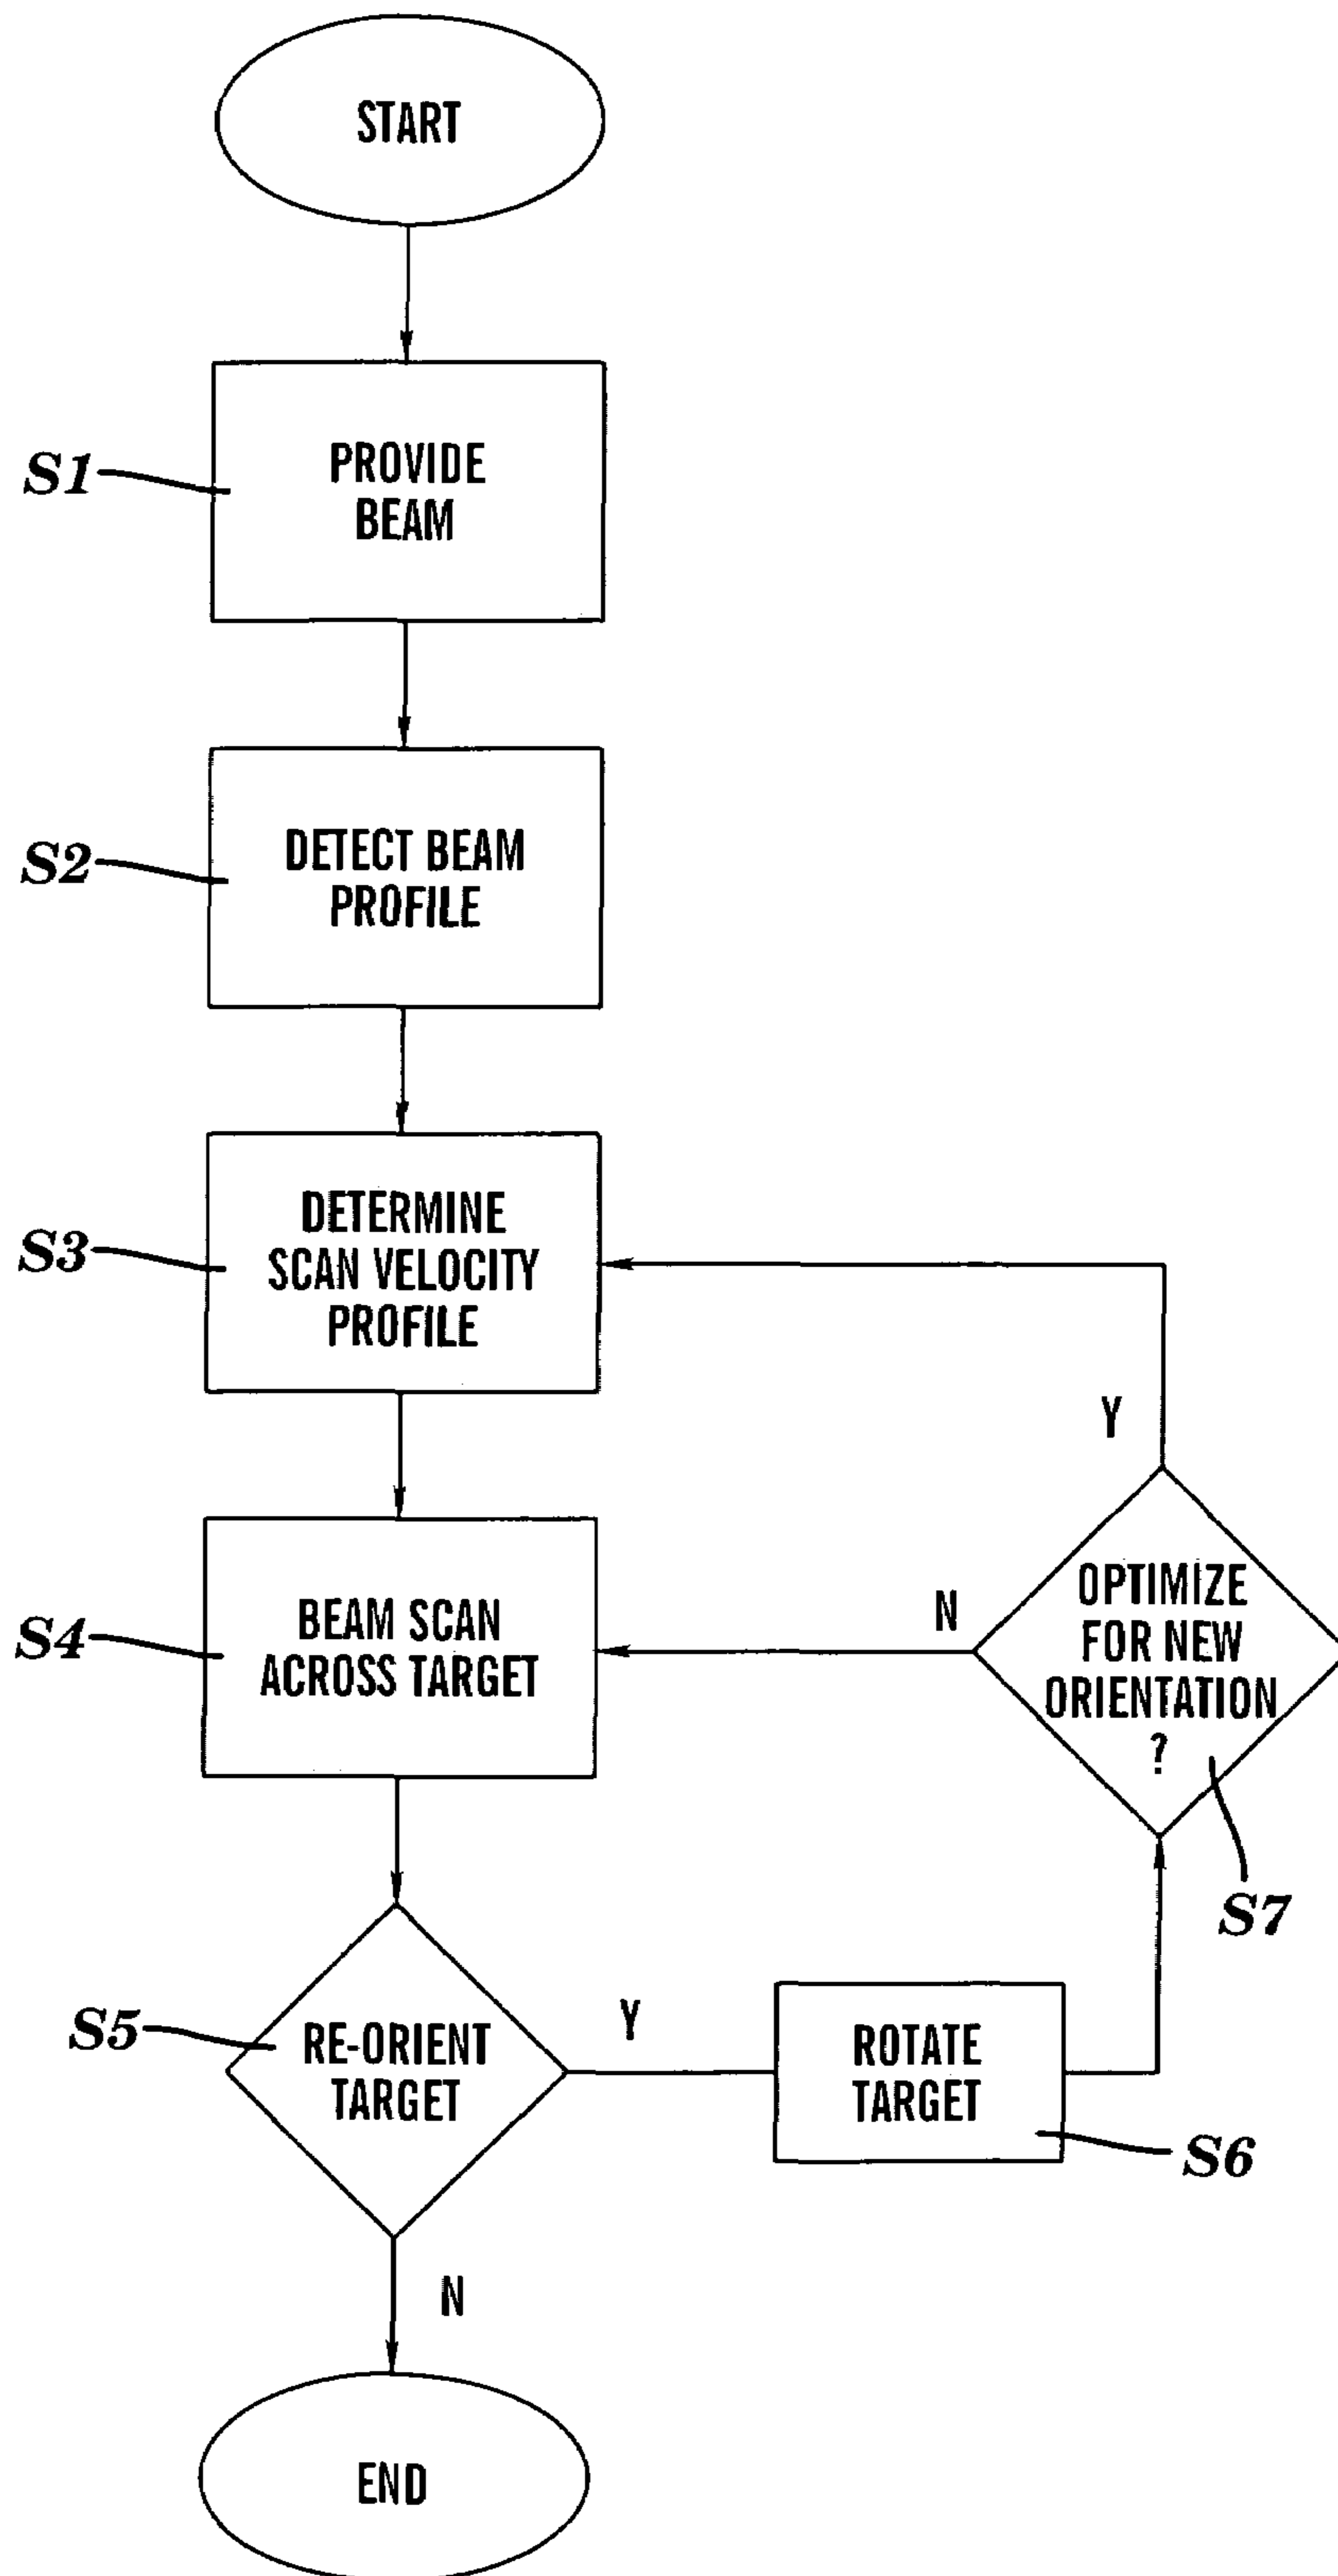 START
S1
PROVIDE
BEAM
S2
DETECT BEAM
PROFILE
S3
DETERMINE
SCAN VELOCITY
PROFILE
Y
S4
BEAM SCAN
ACROSS TARGET
N
OPTIMIZE
FOR NEW
ORIENTATION
?
S7
S5
RE-ORIENT
TARGET
Y
ROTATE
TARGET
S6
N
END